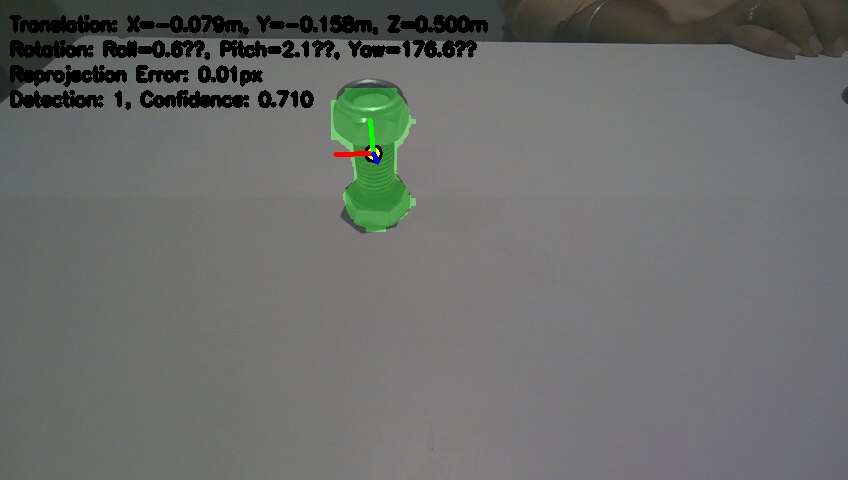 Translation: X=-0.079m, Y=-0.158m, Z=0.500m
Rotation: Roll=0.6??, Pitch=2.1??, Yaw=176.6??
Reprojection Error: 0.01px
Detection: 1, Confidence: 0.710